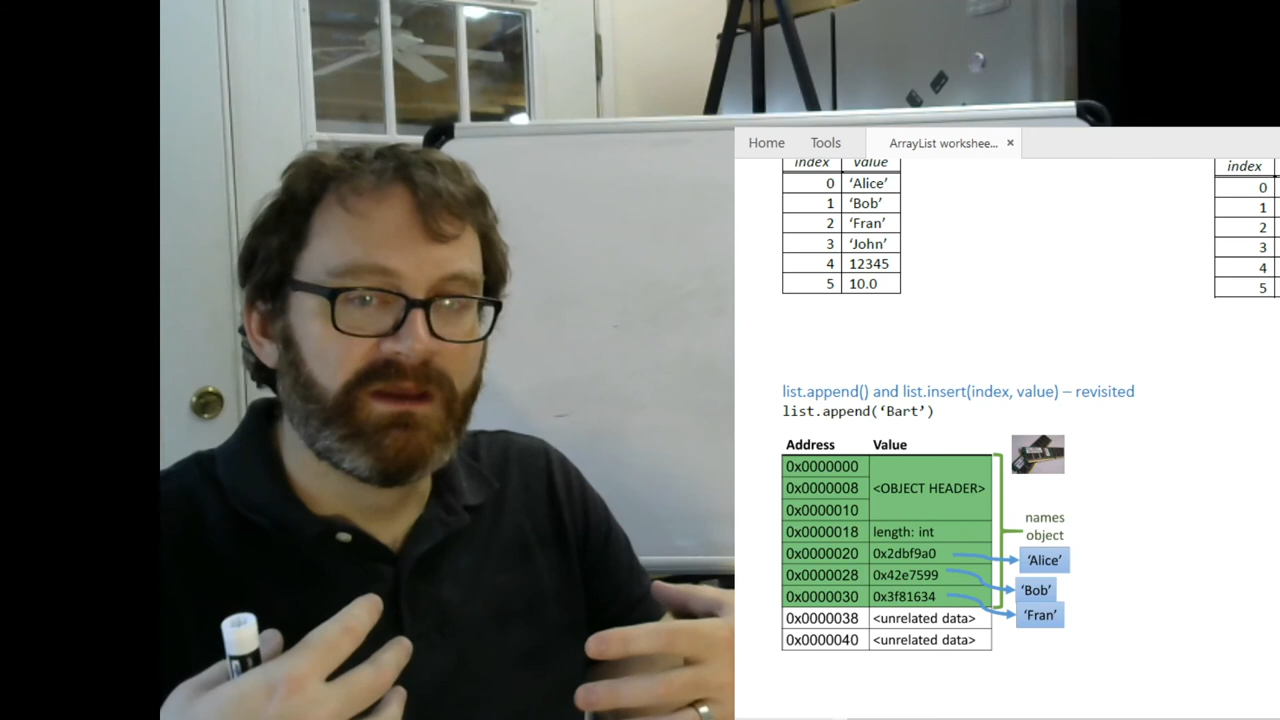 Home Tools ArrayList workshee... ×
index value
0 ‘Alice’
1 ‘Bob’
2 ‘Fran’
3 ‘John’
4 12345
5 10.0
index
0
1
2
3
4
5
list.append() and list.insert(index, value) – revisited
list.append(‘Bart’)
Address Value
0x0000000
0x0000008 <OBJECT HEADER>
0x0000010
0x0000018 length: int
0x0000020 0x2dbf9a0
0x0000028 0x42e7599
0x0000030 0x3f81634
0x0000038 <unrelated data>
0x0000040 <unrelated data>
names
object
‘Alice’
‘Bob’
‘Fran’